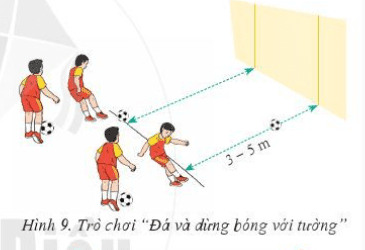 3 – 5 m
Hình 9. Trò chơi “Đá và dừng bóng với tường”